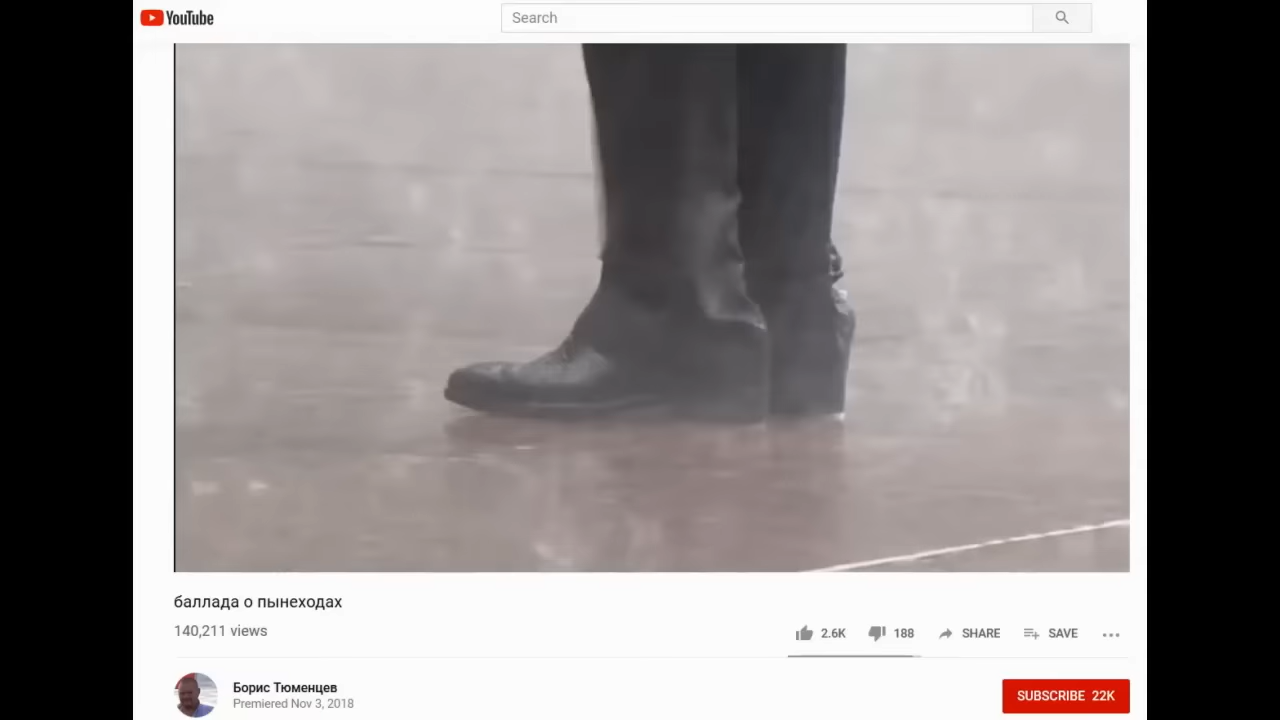 YouTube
Search
баллада о пынеходах
140,211 views
2.6K 188 SHARE SAVE
Борис Тюменцев
Premiered Nov 3, 2018
SUBSCRIBE 22K